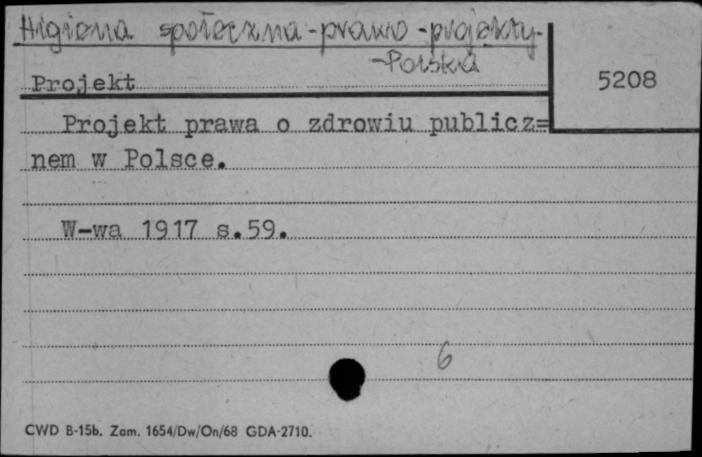 Higiena społeczna-prawo-projekty-
-Polska
Projekt
5208
Projekt prawa o zdrowiu publicz=
nem w Polsce.
W-wa 1917 s.59.
6
CWD B-15b. Zam. 1654/Dw/On/68 GDA-2710.